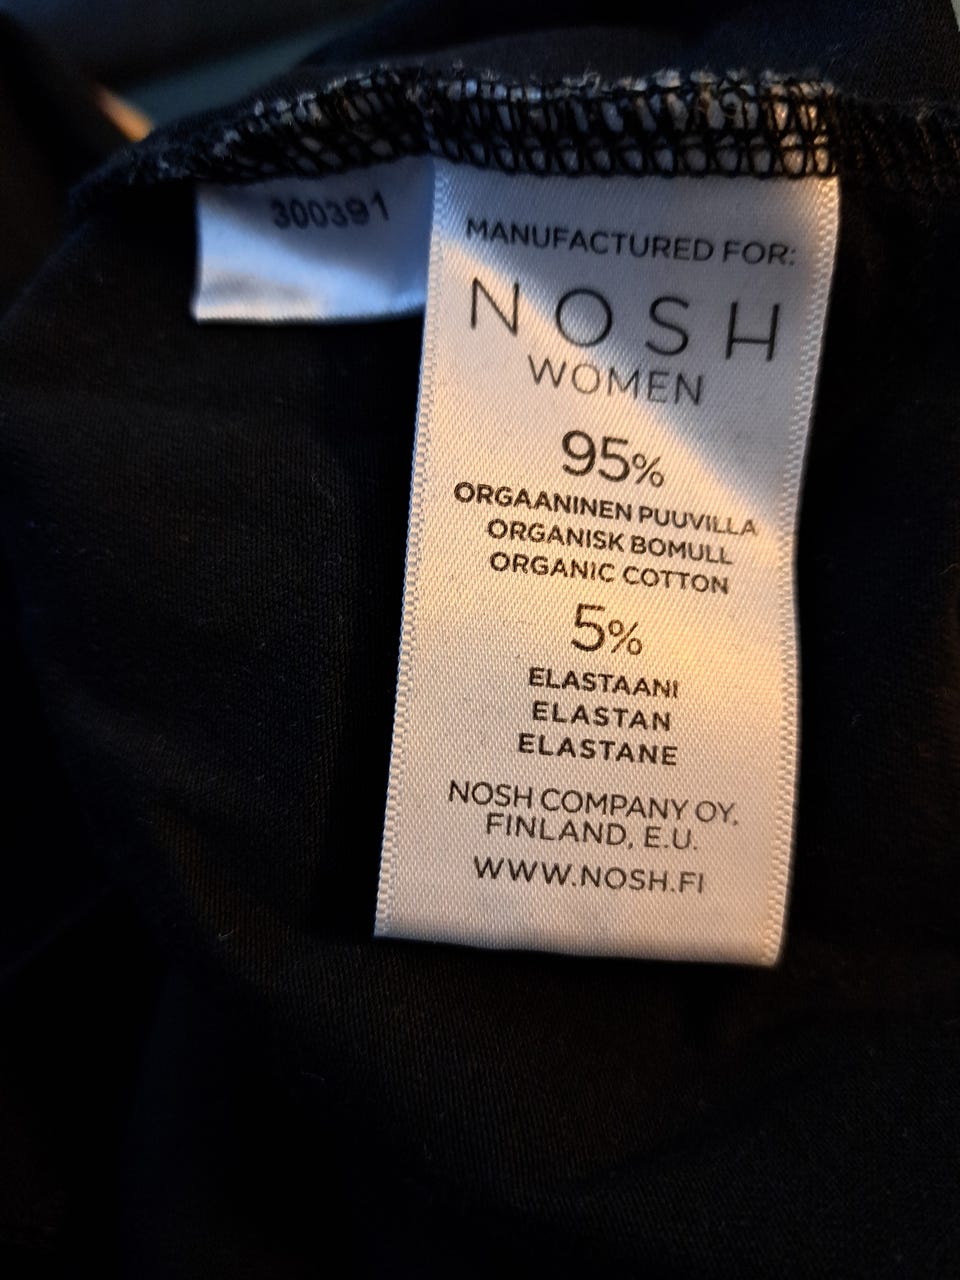 300391
MANUFACTURED FOR:
NOSH
WOMEN
95%
ORGAANINEN PUUVILLA
ORGANISK BOMULL
ORGANIC COTTON
5%
ELASTAANI
ELASTAN
ELASTANE
NOSH COMPANY OY,
FINLAND, E.U.
WWW.NOSH.FI